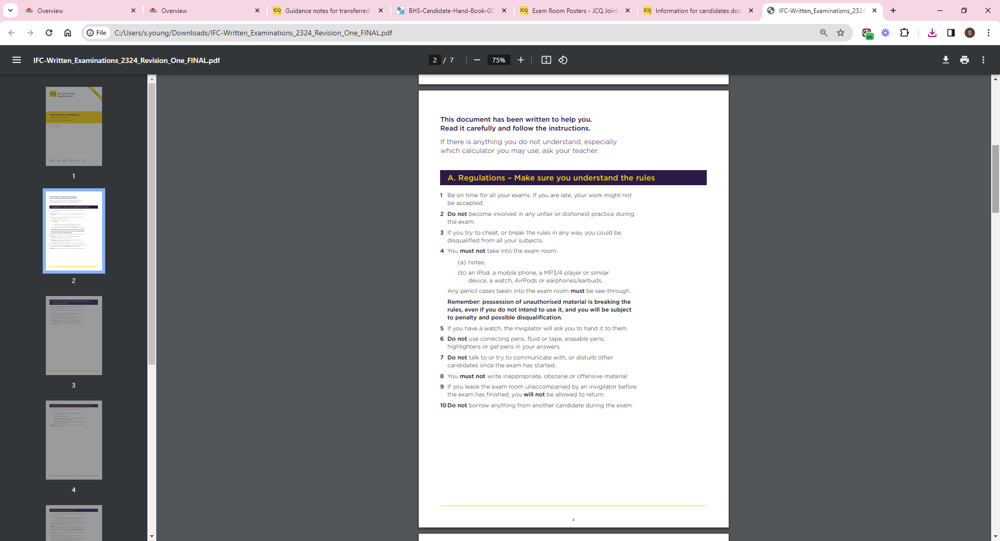 Overview
Overview
Guidance notes for transferred
BHS-Candidate-Hand-Book-GC
Exam Room Posters - JCQ Joint
Information for candidates doc
IFC-Written_Examinations_2324
File
C:/Users/s.young/Downloads/IFC-Written_Examinations_2324_Revision_One_FINAL.pdf
on
S
IFC-Written_Examinations_2324_Revision_One_FINAL.pdf
2 / 7
75%
1
2
3
4
This document has been written to help you.
Read it carefully and follow the instructions.
If there is anything you do not understand, especially
which calculator you may use, ask your teacher.
A. Regulations – Make sure you understand the rules
1 Be on time for all your exams. If you are late, your work might not
be accepted.
2 Do not become involved in any unfair or dishonest practice during
the exam.
3 If you try to cheat, or break the rules in any way, you could be
disqualified from all your subjects.
4 You must not take into the exam room:
(a) notes;
(b) an iPod, a mobile phone, a MP3/4 player or similar
device, a watch, AirPods or earphones/earbuds.
Any pencil cases taken into the exam room must be see-through.
Remember: possession of unauthorised material is breaking the
rules, even if you do not intend to use it, and you will be subject
to penalty and possible disqualification.
5 If you have a watch, the invigilator will ask you to hand it to them.
6 Do not use correcting pens, fluid or tape, erasable pens,
highlighters or gel pens in your answers.
7 Do not talk to or try to communicate with, or disturb other
candidates once the exam has started.
8 You must not write inappropriate, obscene or offensive material.
9 If you leave the exam room unaccompanied by an invigilator before
the exam has finished, you will not be allowed to return.
10 Do not borrow anything from another candidate during the exam.
2